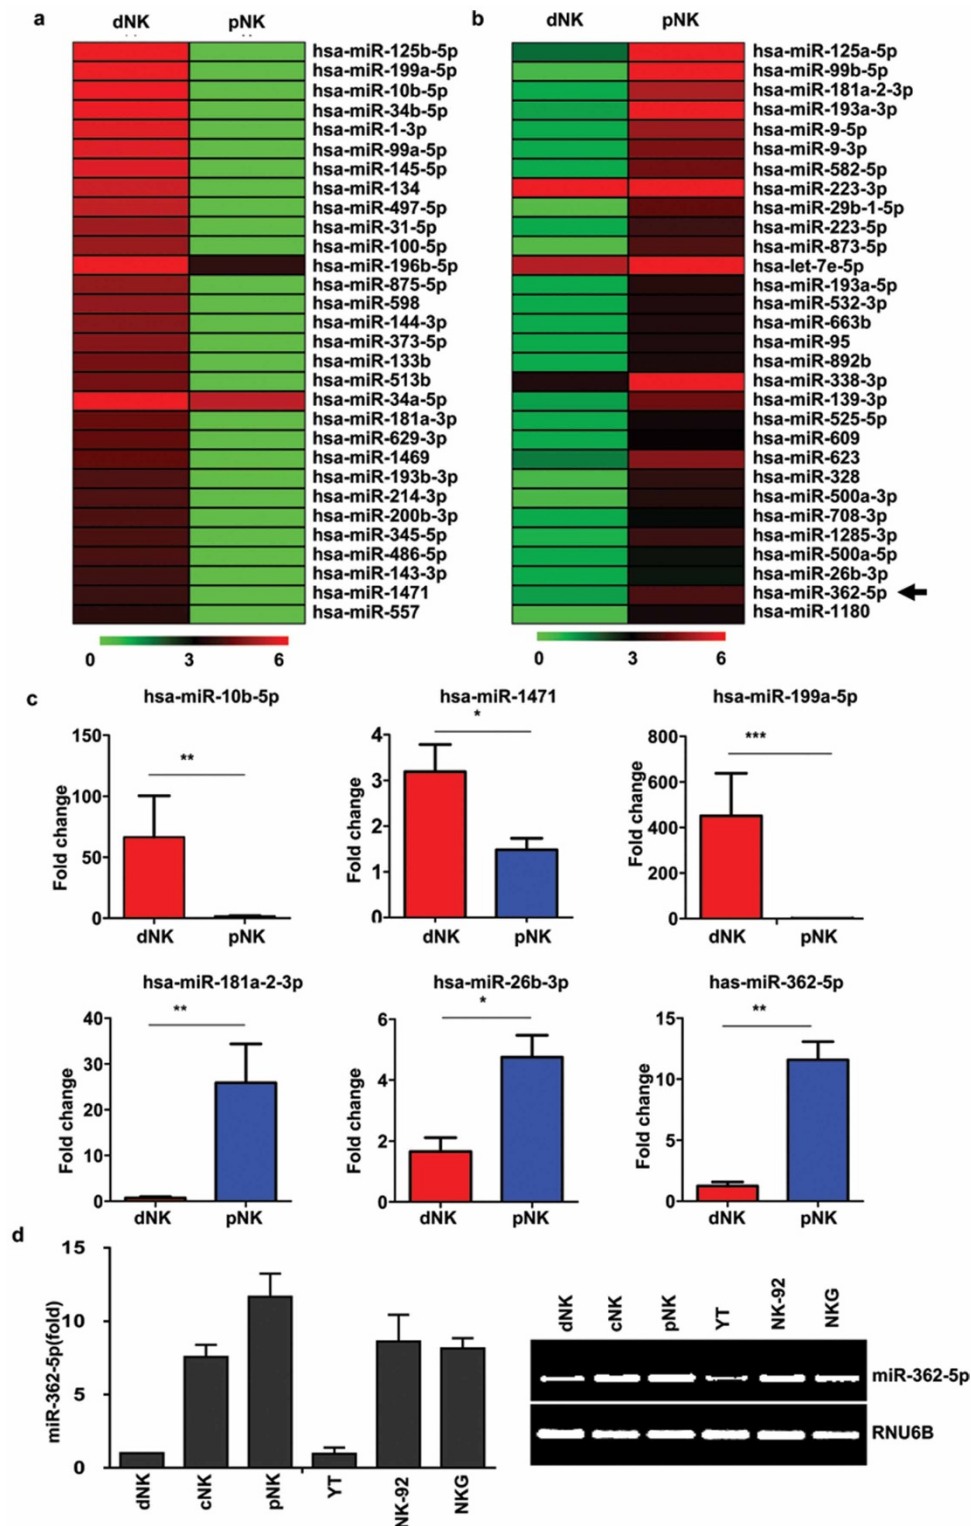 a
dNK pNK
hsa-miR-125b-5p
hsa-miR-199a-5p
hsa-miR-10b-5p
hsa-miR-34b-5p
hsa-miR-1-3p
hsa-miR-99a-5p
hsa-miR-145-5p
hsa-miR-134
hsa-miR-497-5p
hsa-miR-31-5p
hsa-miR-100-5p
hsa-miR-196b-5p
hsa-miR-875-5p
hsa-miR-598
hsa-miR-144-3p
hsa-miR-373-5p
hsa-miR-133b
hsa-miR-513b
hsa-miR-34a-5p
hsa-miR-181a-3p
hsa-miR-629-3p
hsa-miR-1469
hsa-miR-193b-3p
hsa-miR-214-3p
hsa-miR-200b-3p
hsa-miR-345-5p
hsa-miR-486-5p
hsa-miR-143-3p
hsa-miR-1471
hsa-miR-557
0 3 6
b
dNK pNK
hsa-miR-125a-5p
hsa-miR-99b-5p
hsa-miR-181a-2-3p
hsa-miR-193a-3p
hsa-miR-9-5p
hsa-miR-9-3p
hsa-miR-582-5p
hsa-miR-223-3p
hsa-miR-29b-1-5p
hsa-miR-223-5p
hsa-miR-873-5p
hsa-let-7e-5p
hsa-miR-193a-5p
hsa-miR-532-3p
hsa-miR-663b
hsa-miR-95
hsa-miR-892b
hsa-miR-338-3p
hsa-miR-139-3p
hsa-miR-525-5p
hsa-miR-609
hsa-miR-623
hsa-miR-328
hsa-miR-500a-3p
hsa-miR-708-3p
hsa-miR-1285-3p
hsa-miR-500a-5p
hsa-miR-26b-3p
hsa-miR-362-5p
hsa-miR-1180
0 3 6
c
hsa-miR-10b-5p
Fold change
150
100
50
0
**
dNK pNK
hsa-miR-1471
Fold change
4
3
2
1
0
*
dNK pNK
hsa-miR-199a-5p
Fold change
800
600
400
200
0
***
dNK pNK
hsa-miR-181a-2-3p
Fold change
40
30
20
10
0
**
dNK pNK
hsa-miR-26b-3p
Fold change
6
4
2
0
*
dNK pNK
has-miR-362-5p
Fold change
15
10
5
0
**
dNK pNK
d
miR-362-5p(fold)
15
10
5
0
dNK cNK pNK YT NK-92 NKG
dNK cNK pNK YT NK-92 NKG
miR-362-5p
RNU6B